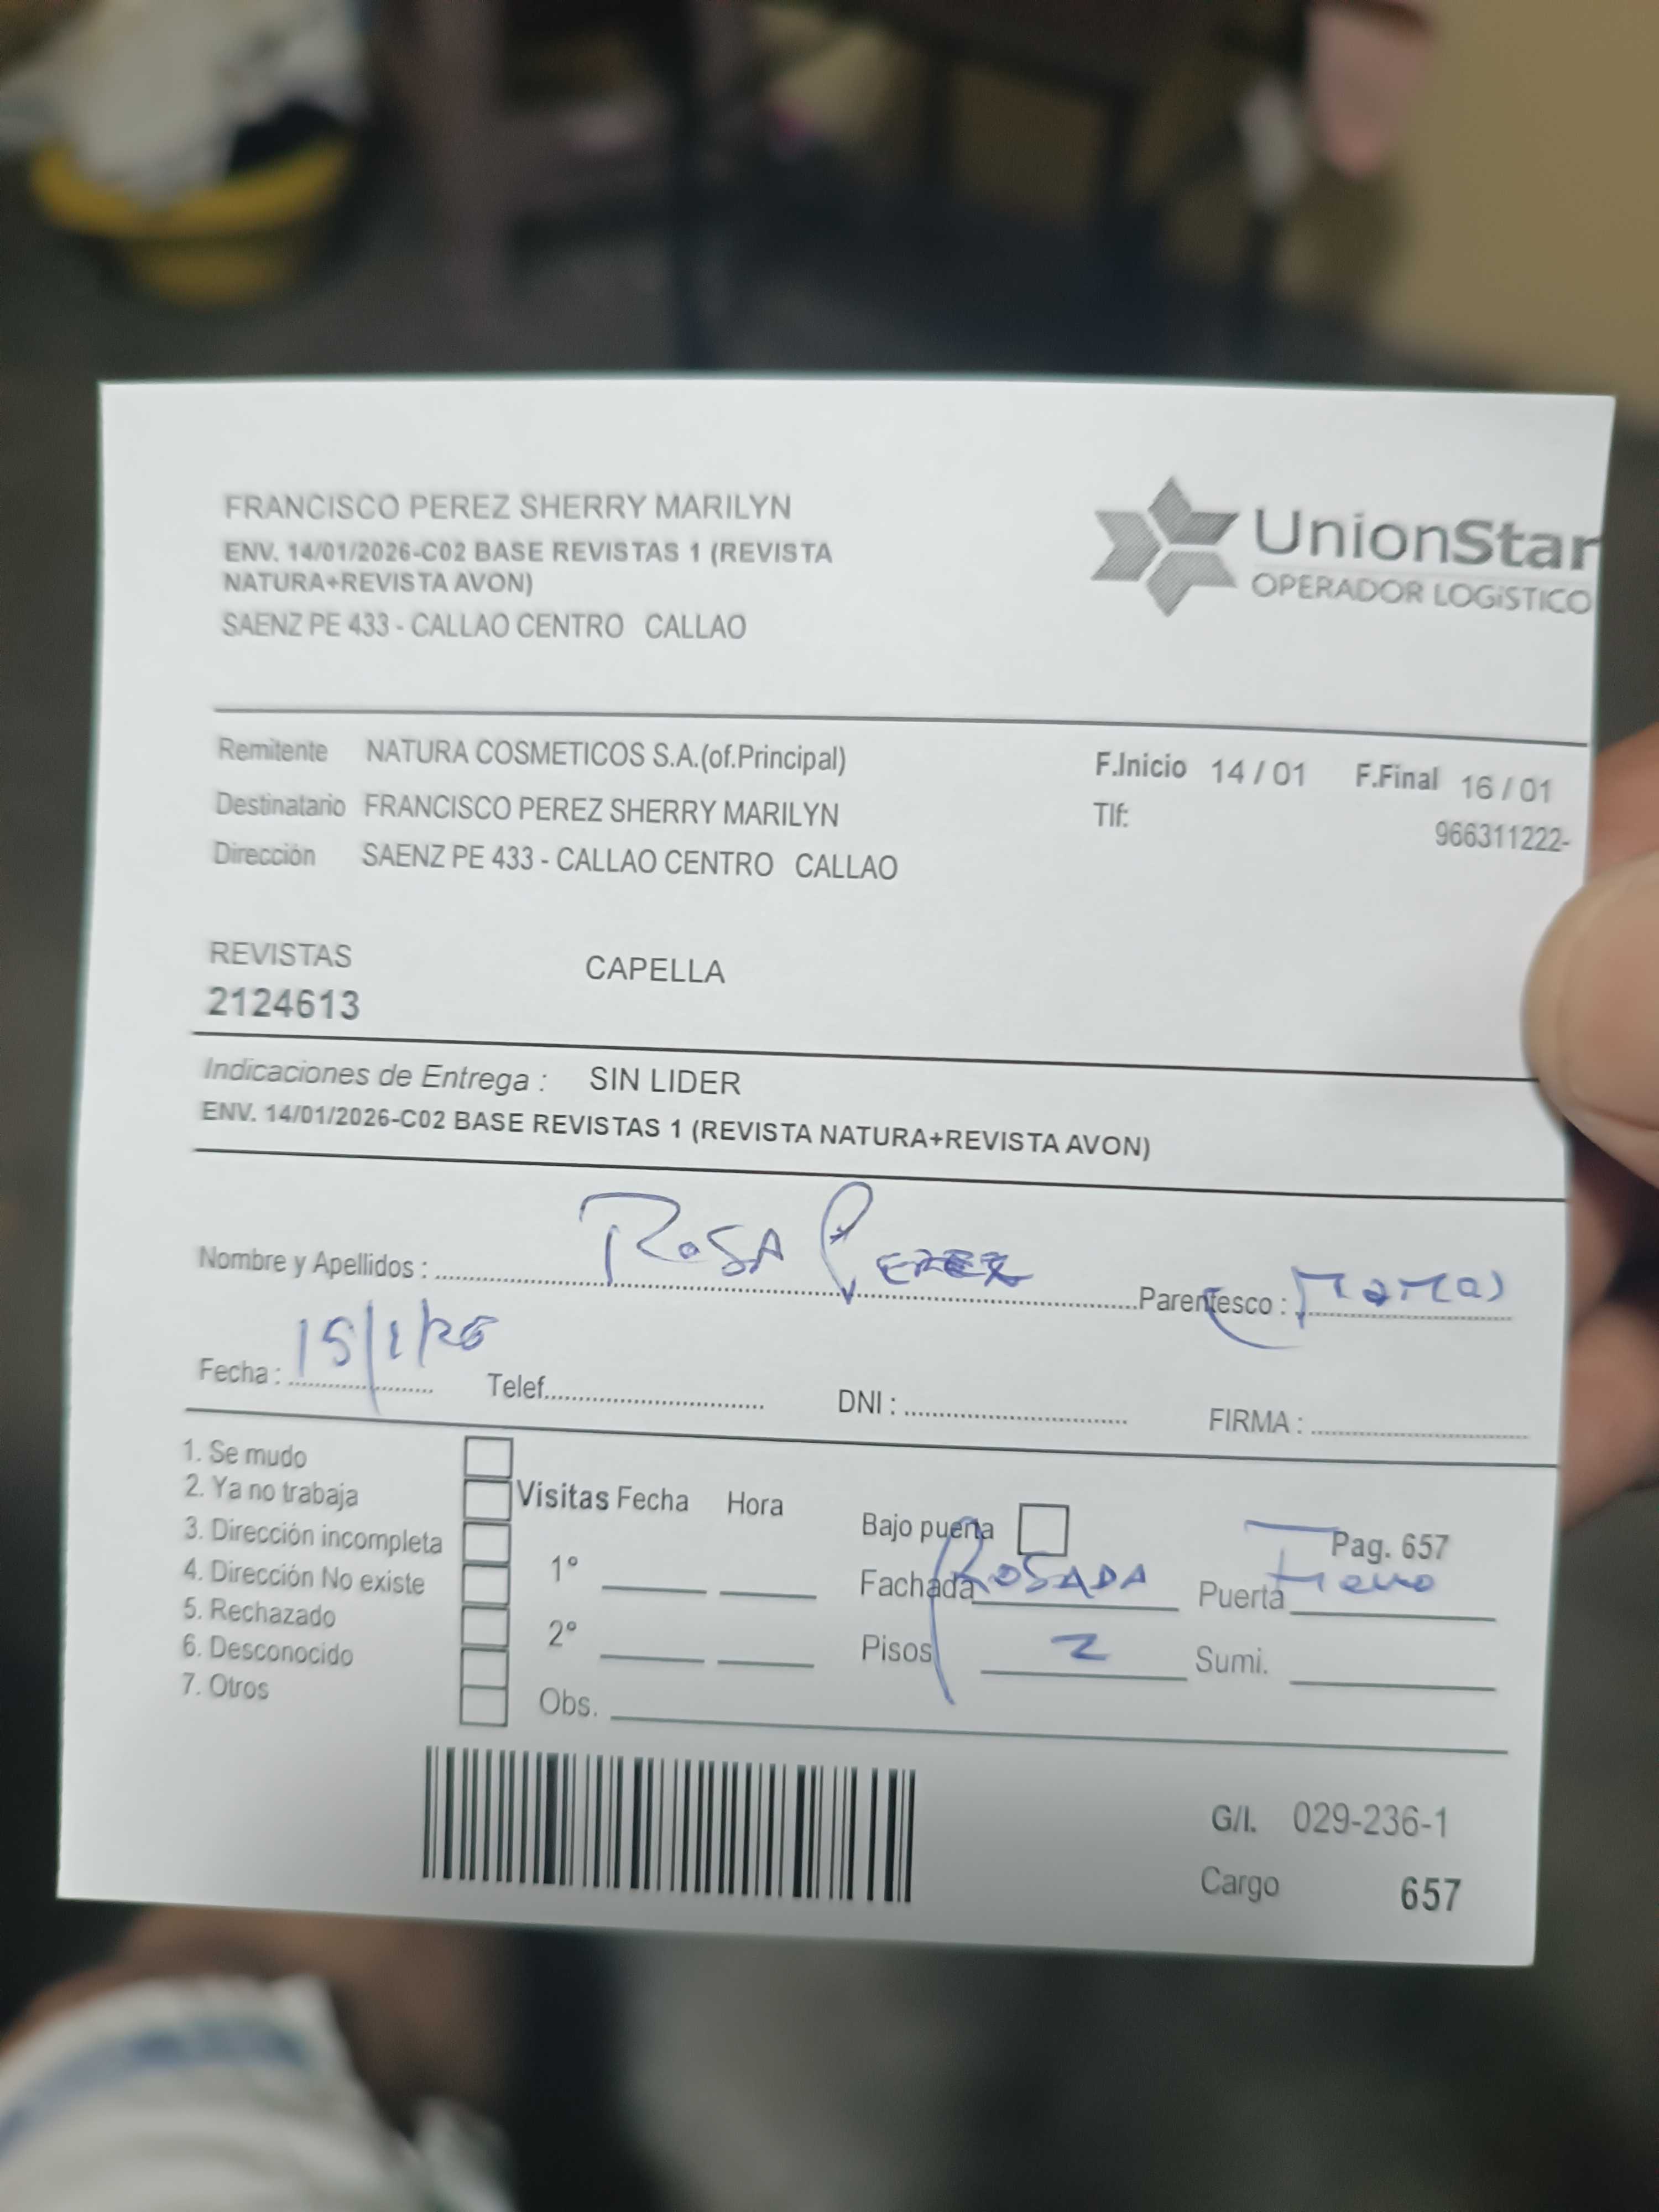 FRANCISCO PEREZ SHERRY MARILYN
ENV. 14/01/2026-C02 BASE REVISTAS 1 (REVISTA
NATURA+REVISTA AVON)
SAENZ PE 433 - CALLAO CENTRO CALLAO
UnionStar
OPERADOR LOGíSTICO
Remitente NATURA COSMETICOS S.A.(of.Principal) F.Inicio 14 / 01 F.Final 16 / 01
Destinatario FRANCISCO PEREZ SHERRY MARILYN Tlf: 966311222-
Dirección SAENZ PE 433 - CALLAO CENTRO CALLAO
REVISTAS CAPELLA
2124613
Indicaciones de Entrega : SIN LIDER
ENV. 14/01/2026-C02 BASE REVISTAS 1 (REVISTA NATURA+REVISTA AVON)
Nombre y Apellidos : ROSA PEREZ Parentesco :
Fecha : 15/1/26 Telef. DNI : FIRMA :
1. Se mudo
2. Ya no trabaja
3. Dirección incompleta
4. Dirección No existe
5. Rechazado
6. Desconocido
7. Otros
Visitas Fecha Hora
1°
2°
Obs.
Bajo puerta Pag. 657
Fachada ROSADA Puerta
Pisos 2 Sumi.
G/I. 029-236-1
Cargo 657